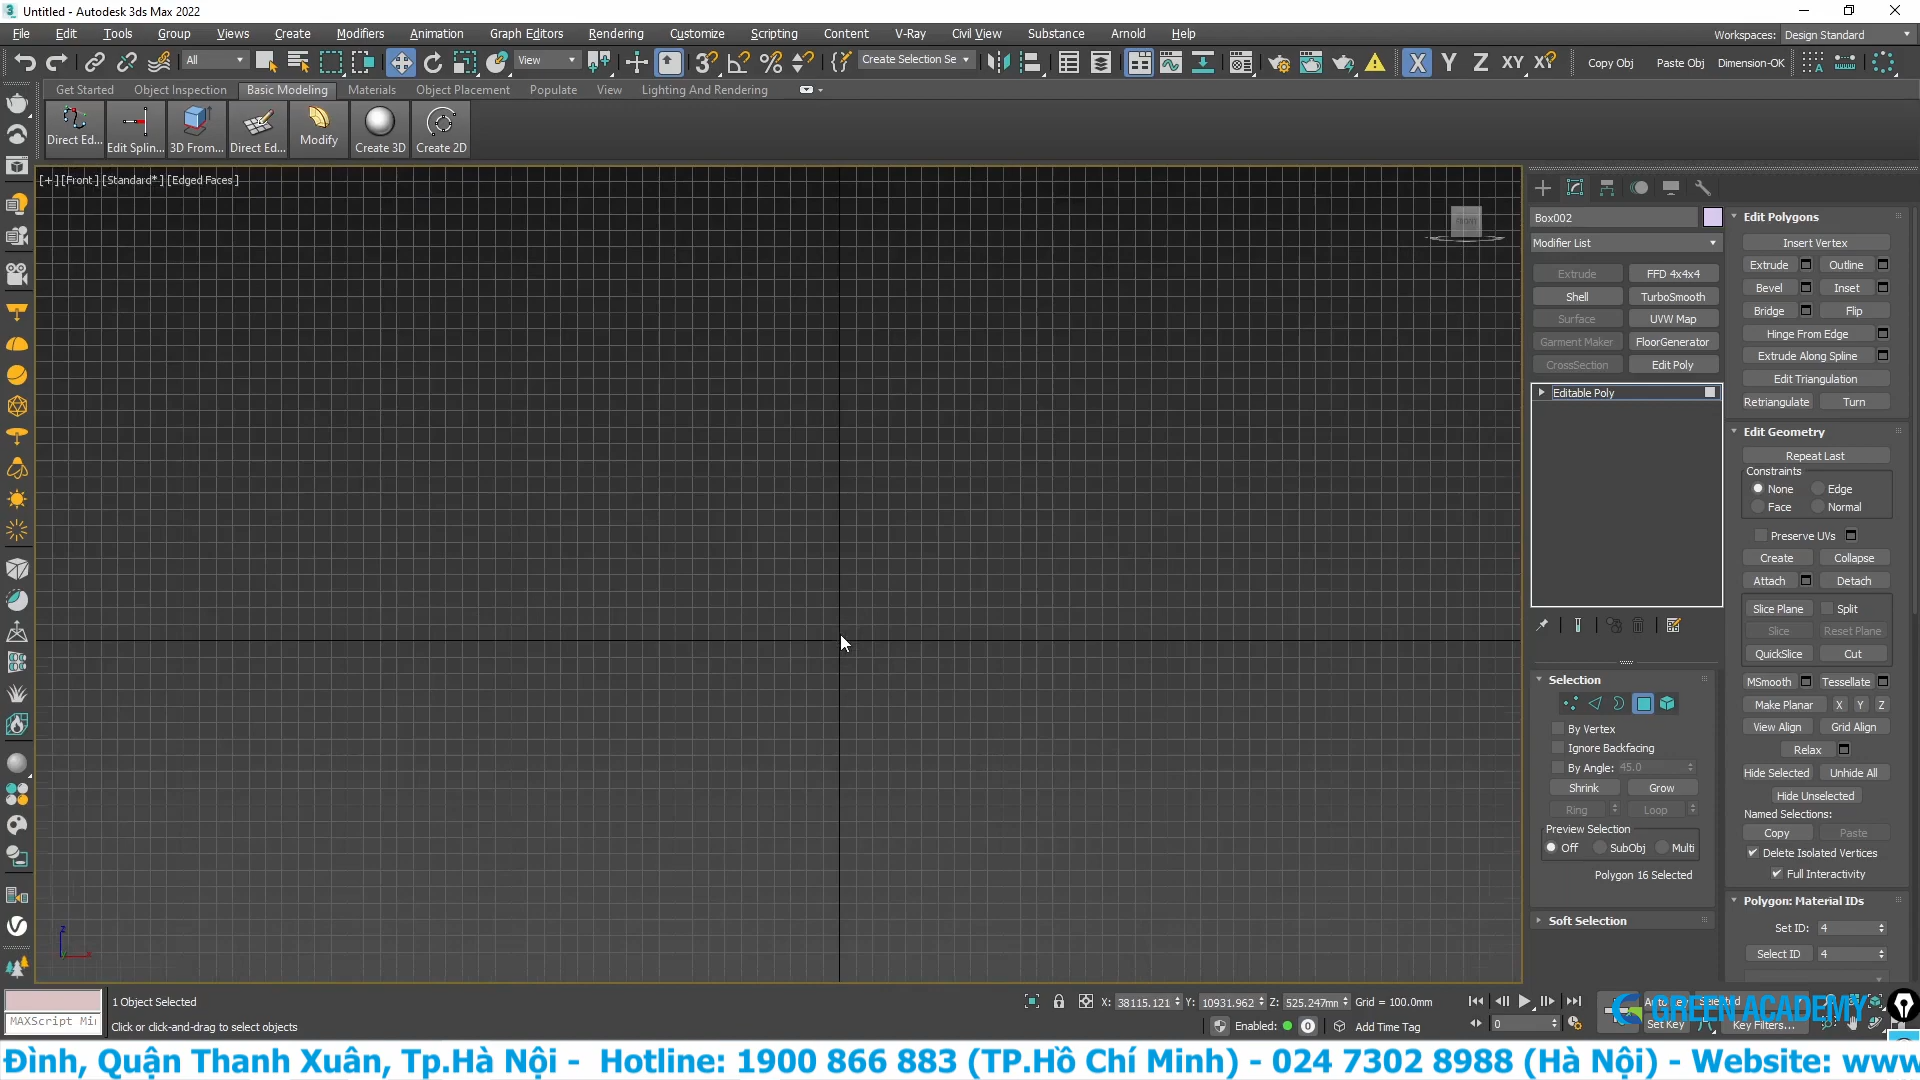 Untitled - Autodesk 3ds Max 2022
File Edit Tools Group Views Create Modifiers Animation Graph Editors Rendering Customize Scripting Content V-Ray Civil View Substance Arnold Help
Workspaces: Design Standard
All View Create Selection Se X Y Z XY Copy Obj Paste Obj Dimension-OK
Get Started Object Inspection Basic Modeling Materials Object Placement Populate View Lighting And Rendering
Direct Ed... Edit Splin... 3D From... Direct Ed... Modify Create 3D Create 2D
[+] [Front ] [Standard* ] [Edged Faces ]
FRONT
z
x
Box002
Modifier List
Extrude FFD 4x4x4
Shell TurboSmooth
Surface UVW Map
Garment Maker FloorGenerator
CrossSection Edit Poly
Editable Poly
Selection
By Vertex
Ignore Backfacing
By Angle: 45.0
Shrink Grow
Ring Loop
Preview Selection
Off SubObj Multi
Polygon 16 Selected
Soft Selection
Edit Polygons
Insert Vertex
Extrude Outline
Bevel Inset
Bridge Flip
Hinge From Edge
Extrude Along Spline
Edit Triangulation
Retriangulate Turn
Edit Geometry
Repeat Last
Constraints
None Edge
Face Normal
Preserve UVs
Create Collapse
Attach Detach
Slice Plane Split
Slice Reset Plane
QuickSlice Cut
MSmooth Tessellate
Make Planar X Y Z
View Align Grid Align
Relax
Hide Selected Unhide All
Hide Unselected
Named Selections:
Copy Paste
Delete Isolated Vertices
Full Interactivity
Polygon: Material IDs
Set ID: 4
Select ID 4
1 Object Selected
X: 38115.121 Y: 10931.962 Z: 525.247mm Grid = 100.0mm
MAXScript Mi
Click or click-and-drag to select objects
Enabled: 0 Add Time Tag
0
Auto Selected
Set Key Key Filters...
GREEN ACADEMY
Đình, Quận Thanh Xuân, Tp.Hà Nội - Hotline: 1900 866 883 (TP.Hồ Chí Minh) - 024 7302 8988 (Hà Nội) - Website: www